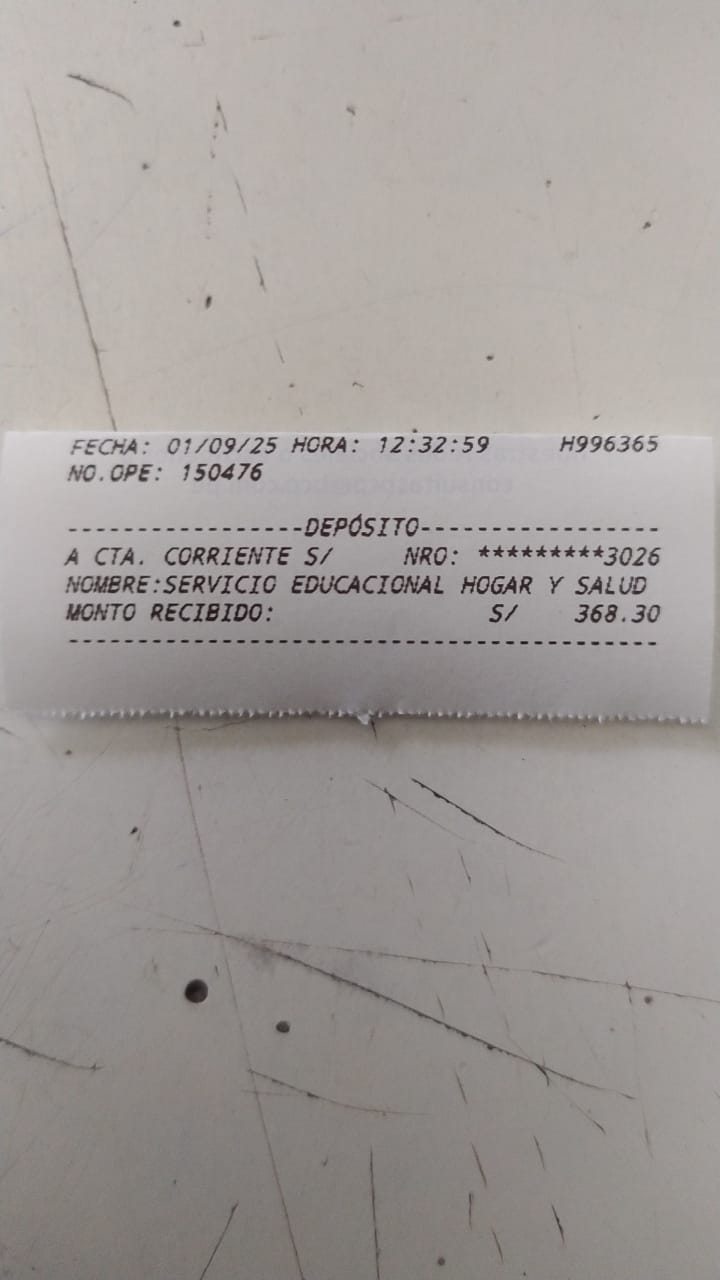 FECHA: 01/09/25 HORA: 12:32:59 H996365
NO.OPE: 150476
------------------DEPÓSITO------------------
A CTA. CORRIENTE S/ NRO: *********3026
NOMBRE:SERVICIO EDUCACIONAL HOGAR Y SALUD
MONTO RECIBIDO: S/ 368.30